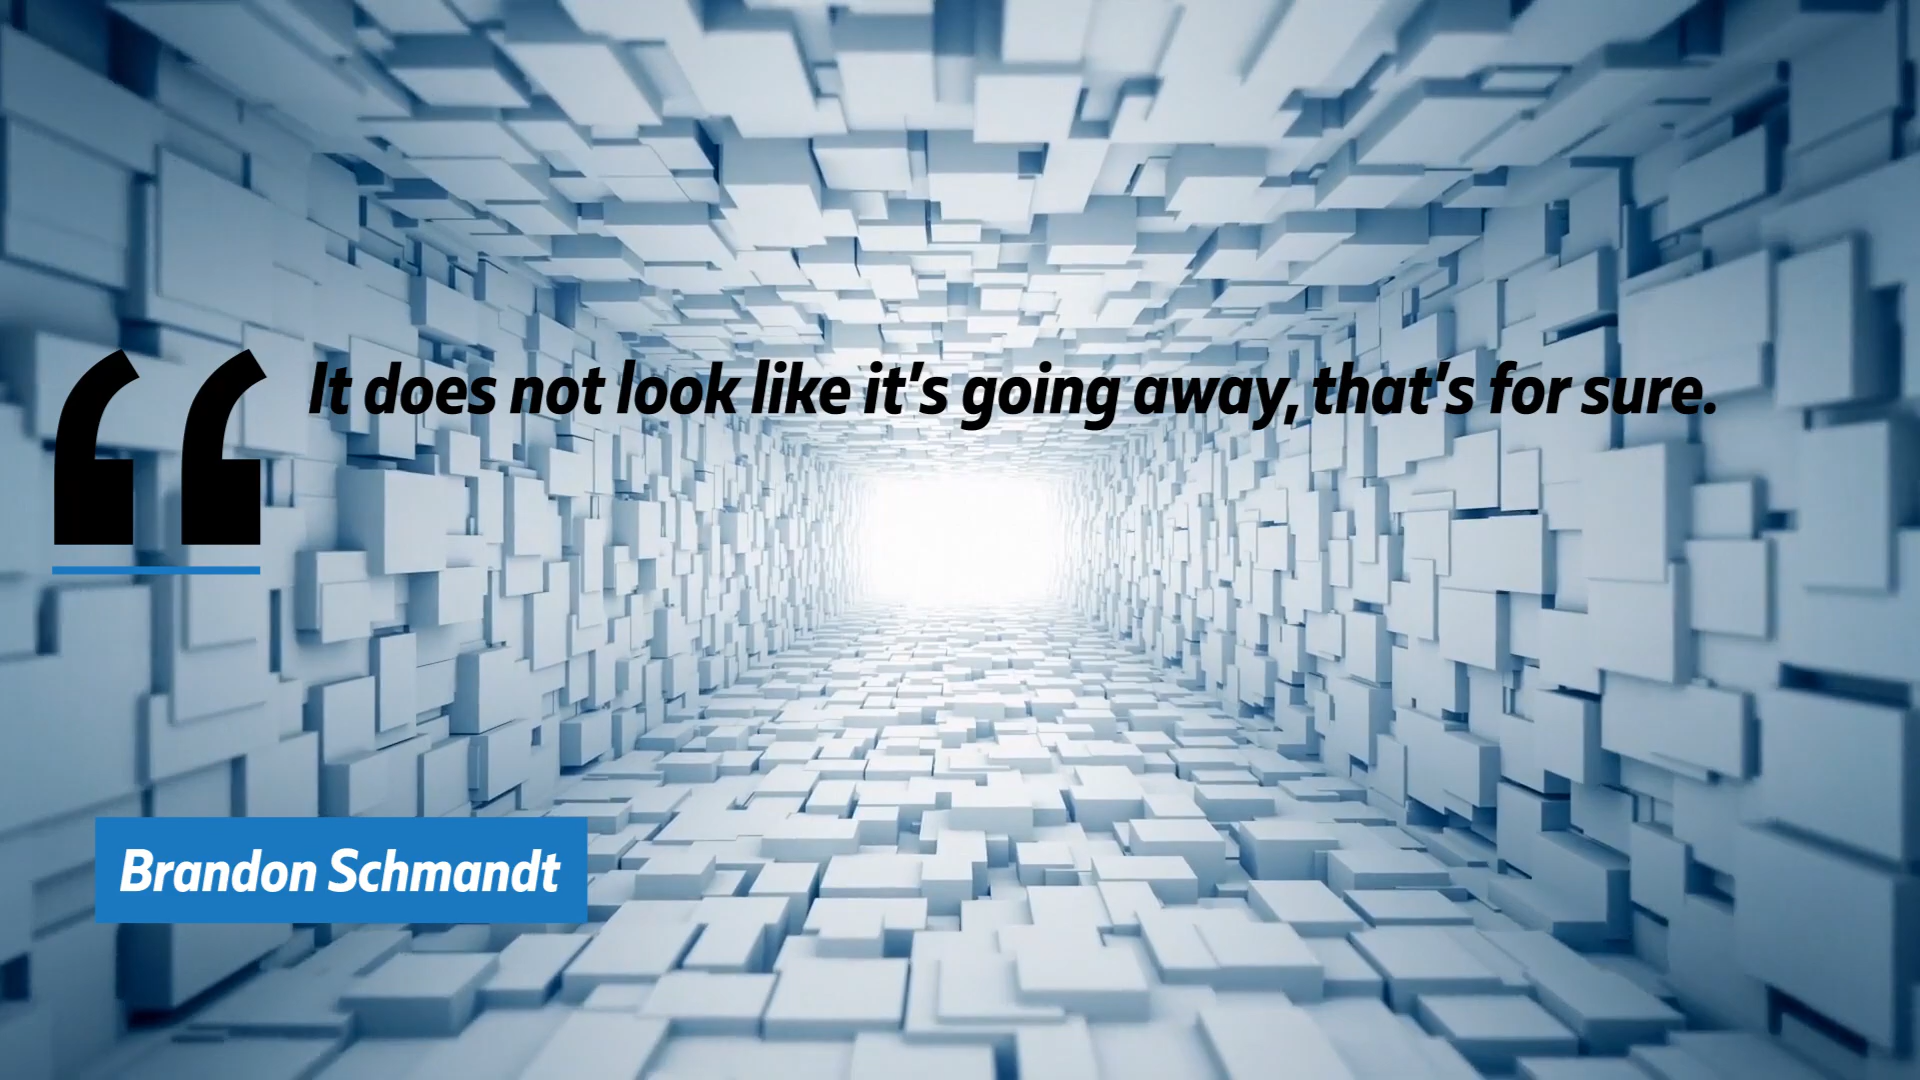 “
It does not look like it's going away, that's for sure.
Brandon Schmandt